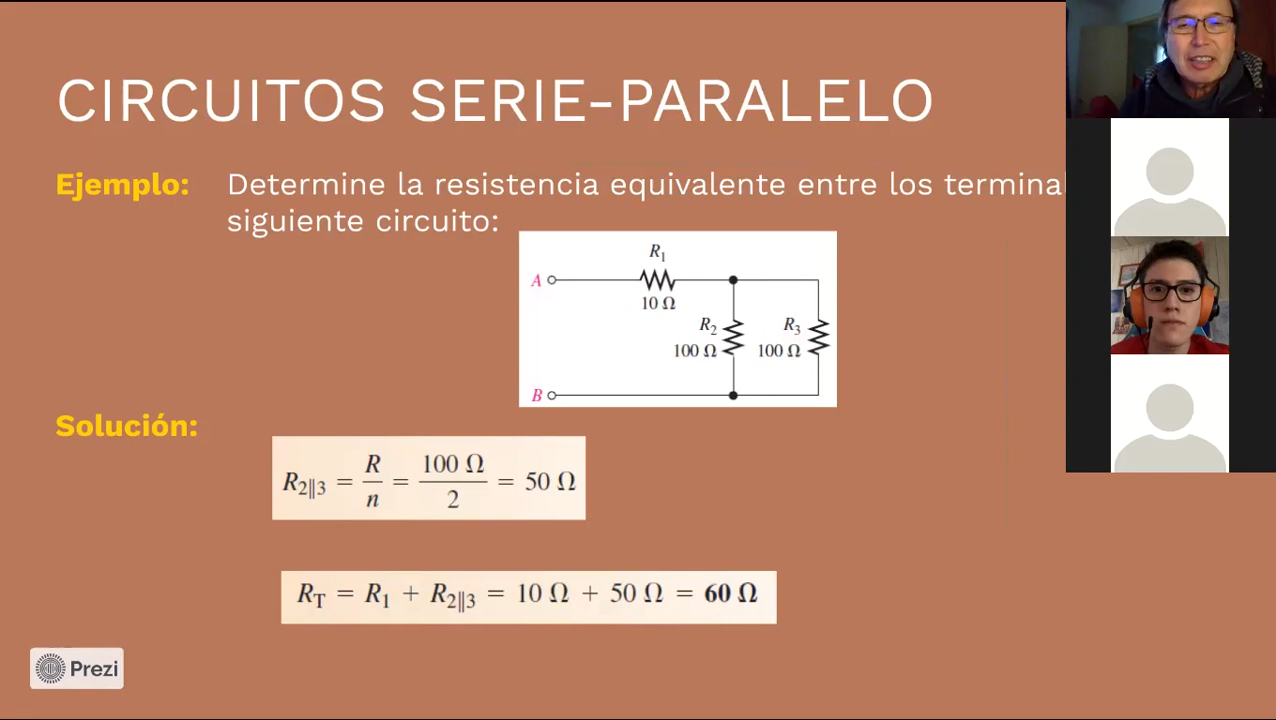 CIRCUITOS SERIE-PARALELO
Ejemplo: Determine la resistencia equivalente entre los terminal
siguiente circuito:
R₁
A
10 Ω
R₂ R₃
100 Ω 100 Ω
B
Solución:
R₂∥₃ = R/n = 100 Ω/2 = 50 Ω
R_T = R₁ + R₂∥₃ = 10 Ω + 50 Ω = 60 Ω
Prezi